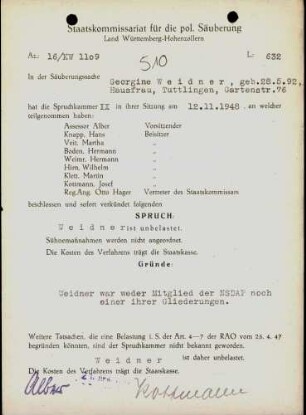 Staatskommissariat für die pol. Säuberung
Land Württemberg-Hohenzollern
Az.: 16/KV 1109
510
L.: 632
In der Säuberungssache
Georgine Weidner, geb.28.5.92,
Hausfrau, Tuttlingen, Gartenstr.76
hat die Spruchkammer IX in ihrer Sitzung am 12.11.1948. an welcher
teilgenommen haben:
Assessor Alber Vorsitzender
Knapp, Hans Beisitzer
Veit, Martha "
Boden, Hermann "
Weinm, Hermann "
Hirn, Wilhelm "
Klett, Martin "
Kottmann, Josef "
Reg.Ang. Otto Hager Vertreter des Staatskommissars
beschlossen und sofort verkündet folgenden
SPRUCH:
Weidner ist unbelastet.
Sühnemaßnahmen werden nicht angeordnet.
Die Kosten des Verfahrens trägt die Staatskasse.
Gründe:
Weidner war weder Mitglied der NSDAP noch
einer ihrer Gliederungen.
Weitere Tatsachen, die eine Belastung i. S. der Art. 4—7 der RAO vom 25. 4. 47
begründen könnten, sind der Spruchkammer nicht bekannt geworden.
Weidner ist daher unbelastet.
Die Kosten des Verfahrens trägt die Staatskasse.
Alber Kottmann